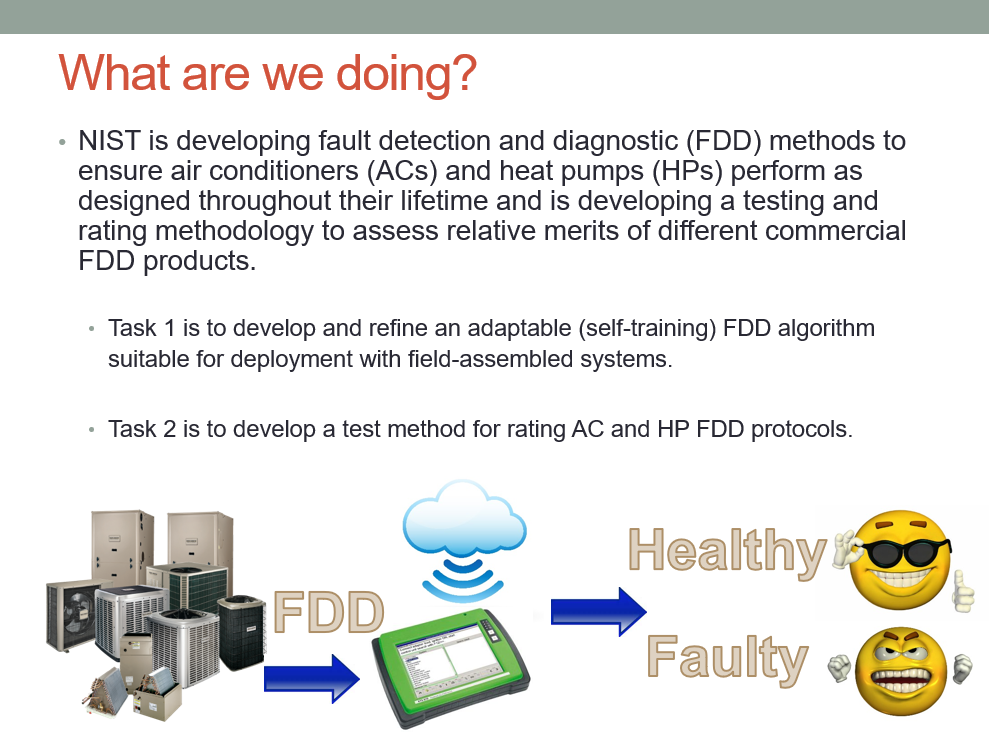 What are we doing?
• NIST is developing fault detection and diagnostic (FDD) methods to
ensure air conditioners (ACs) and heat pumps (HPs) perform as
designed throughout their lifetime and is developing a testing and
rating methodology to assess relative merits of different commercial
FDD products.
• Task 1 is to develop and refine an adaptable (self-training) FDD algorithm
suitable for deployment with field-assembled systems.
• Task 2 is to develop a test method for rating AC and HP FDD protocols.
FDD
Healthy
Faulty